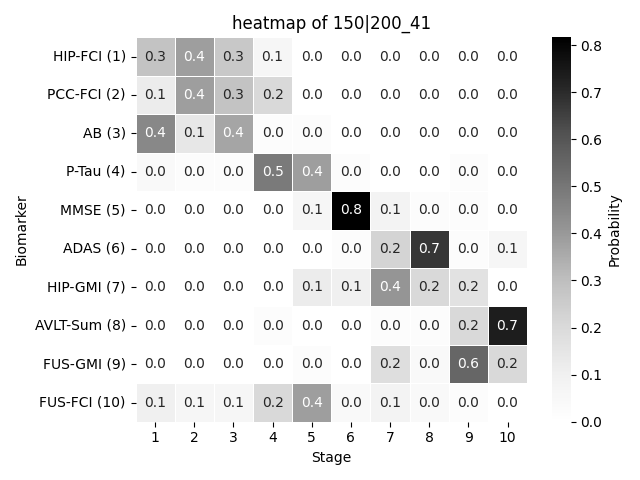 heatmap of 150|200_41
HIP-FCI (1) 0.3 0.4 0.3 0.1 0.0 0.0 0.0 0.0 0.0 0.0
PCC-FCI (2) 0.1 0.4 0.3 0.2 0.0 0.0 0.0 0.0 0.0 0.0
AB (3) 0.4 0.1 0.4 0.0 0.0 0.0 0.0 0.0 0.0 0.0
P-Tau (4) 0.0 0.0 0.0 0.5 0.4 0.0 0.0 0.0 0.0 0.0
MMSE (5) 0.0 0.0 0.0 0.0 0.1 0.8 0.1 0.0 0.0 0.0
ADAS (6) 0.0 0.0 0.0 0.0 0.0 0.0 0.2 0.7 0.0 0.1
HIP-GMI (7) 0.0 0.0 0.0 0.0 0.1 0.1 0.4 0.2 0.2 0.0
AVLT-Sum (8) 0.0 0.0 0.0 0.0 0.0 0.0 0.0 0.0 0.2 0.7
FUS-GMI (9) 0.0 0.0 0.0 0.0 0.0 0.0 0.2 0.0 0.6 0.2
FUS-FCI (10) 0.1 0.1 0.1 0.2 0.4 0.0 0.1 0.0 0.0 0.0
1 2 3 4 5 6 7 8 9 10
Stage
Biomarker
0.8
0.7
0.6
0.5
0.4
0.3
0.2
0.1
0.0
Probability